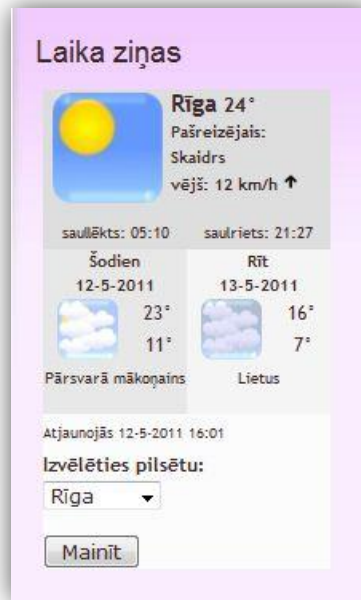 Laika ziņas
Rīga 24°
Pašreizējais:
Skaidrs
vējš: 12 km/h ↑
saullēkts: 05:10 saulriets: 21:27
Šodien
12-5-2011
23°
11°
Pārsvarā mākoņains
Rīt
13-5-2011
16°
7°
Lietus
Atjaunojās 12-5-2011 16:01
Izvēlēties pilsētu:
Rīga
Mainīt